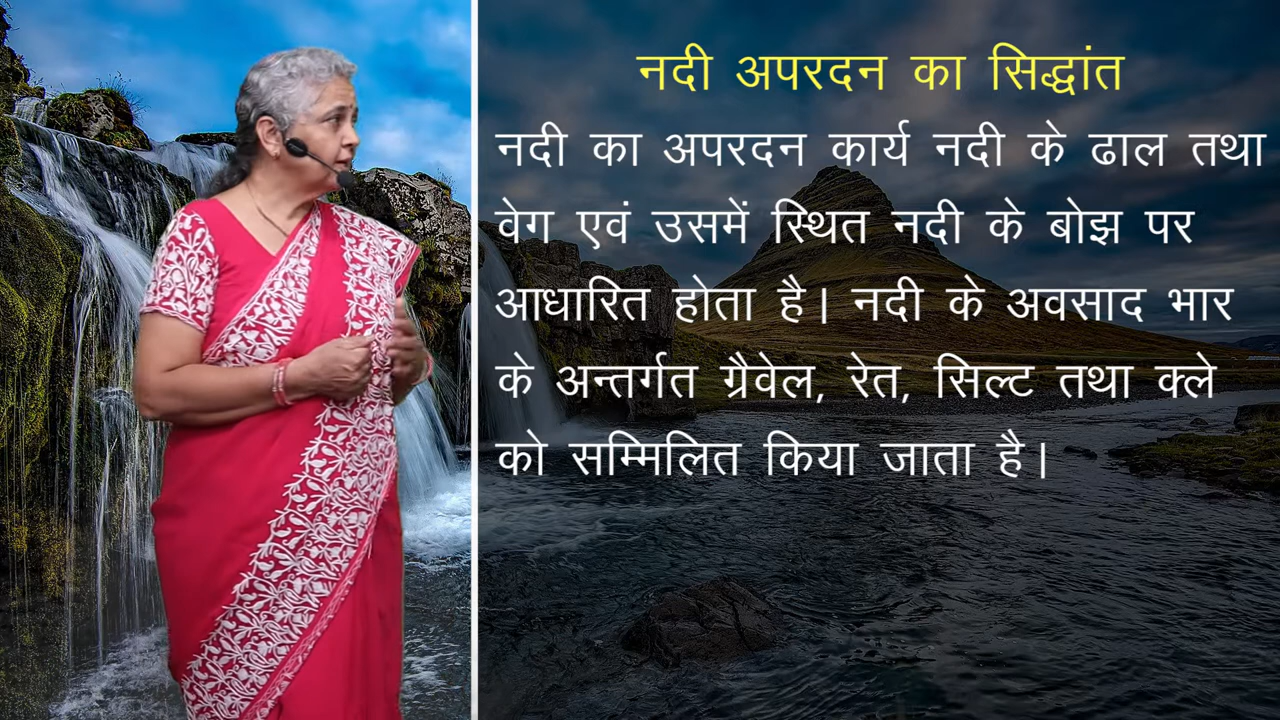 नदी अपरदन का सिद्धांत
नदी का अपरदन कार्य नदी के ढाल तथा
वेग एवं उसमें स्थित नदी के बोझ पर
आधारित होता है। नदी के अवसाद भार
के अन्तर्गत ग्रैवेल, रेत, सिल्ट तथा क्ले
को सम्मिलित किया जाता है।